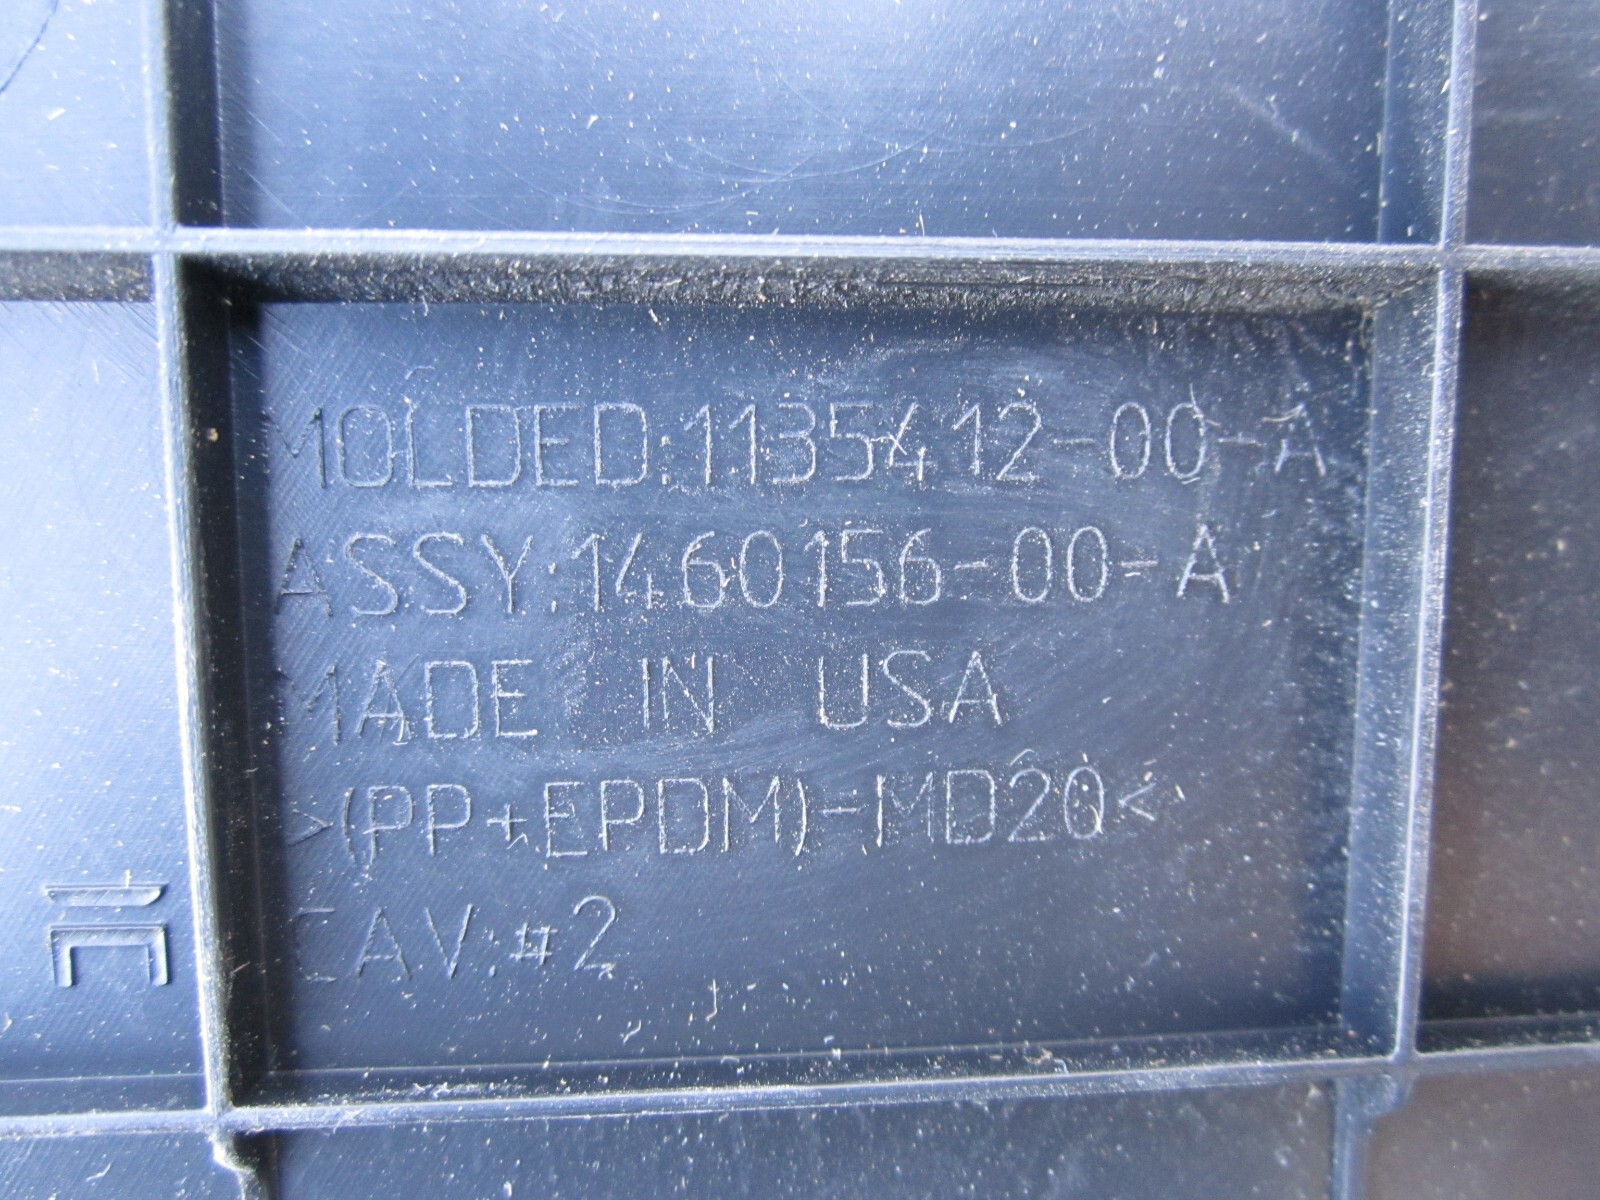 MOLDED:1135412-00-A
ASSY:1460156-00-A
MADE IN USA
>(PP+EPDM)-MD20<
CAV:#2